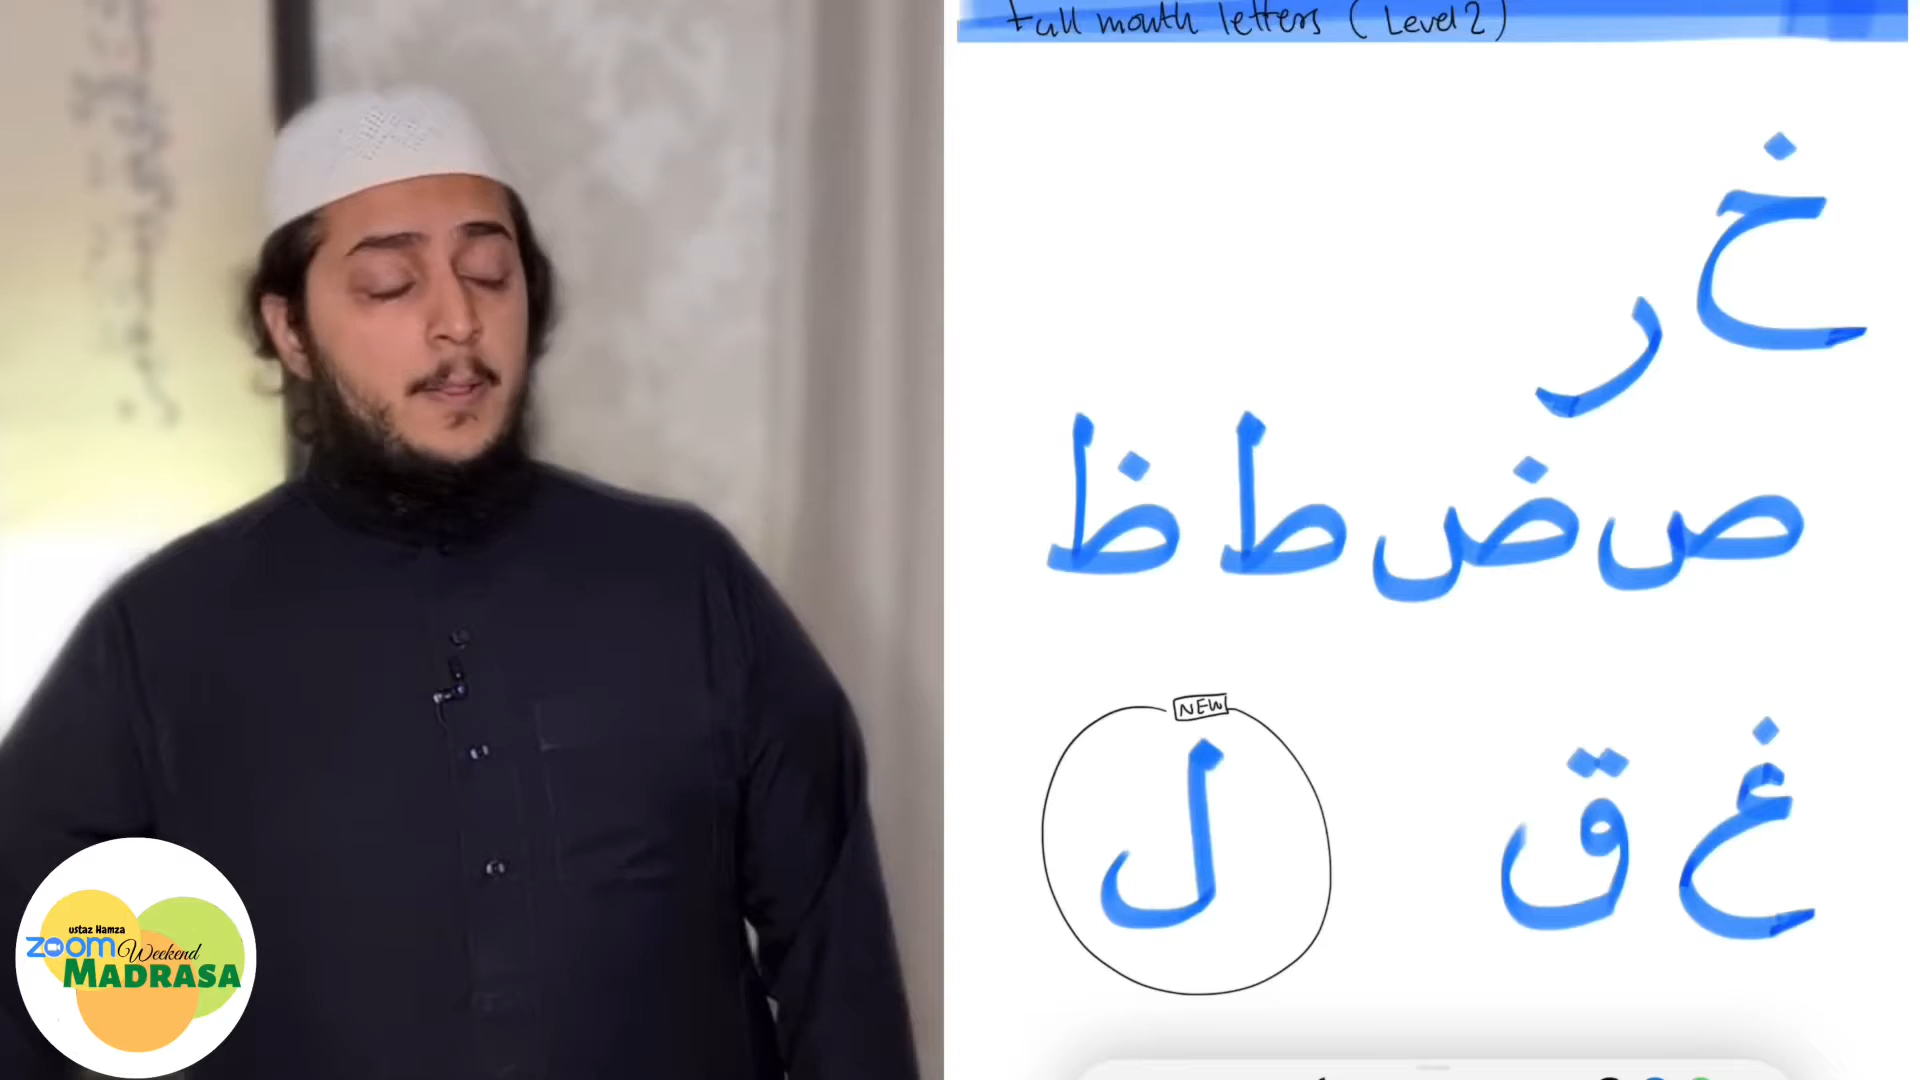 Full mouth letters (Level 2)
خ ر
ص ض ط ظ
غ ق
NEW
ل
ustaz Hamza
zoom Weekend
MADRASA